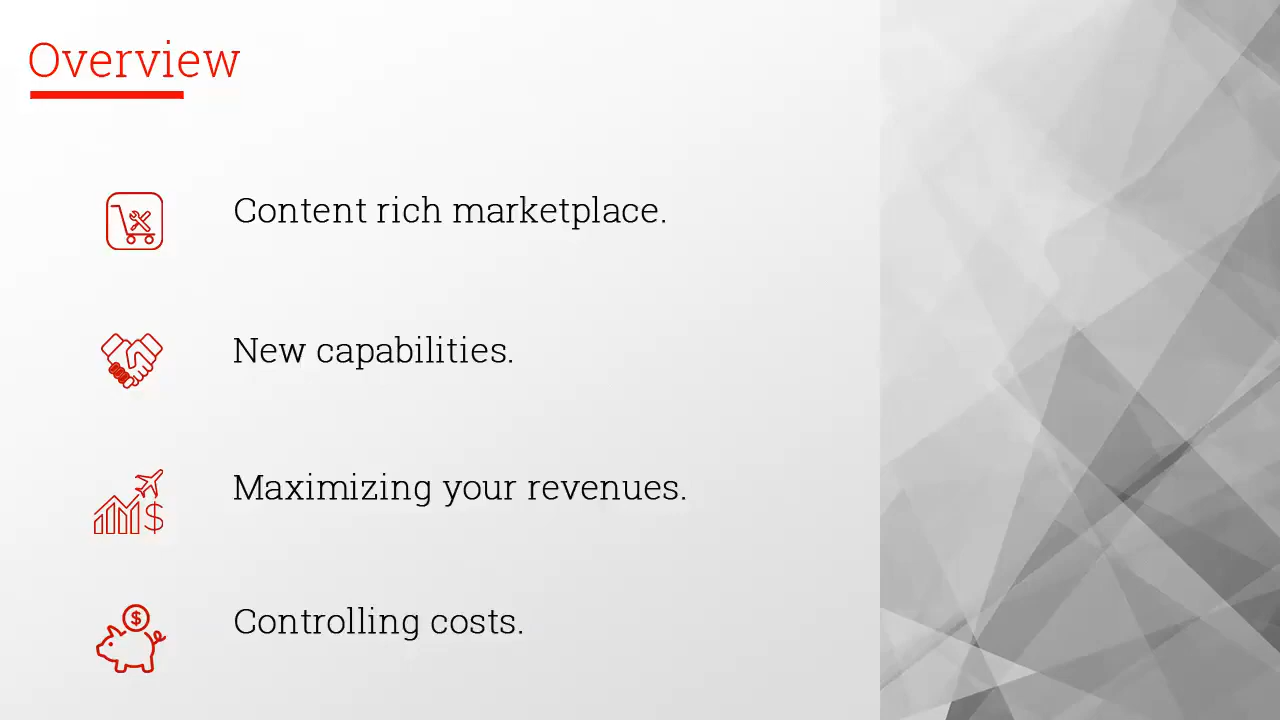 Overview
Content rich marketplace.
New capabilities.
Maximizing your revenues.
$
$
Controlling costs.